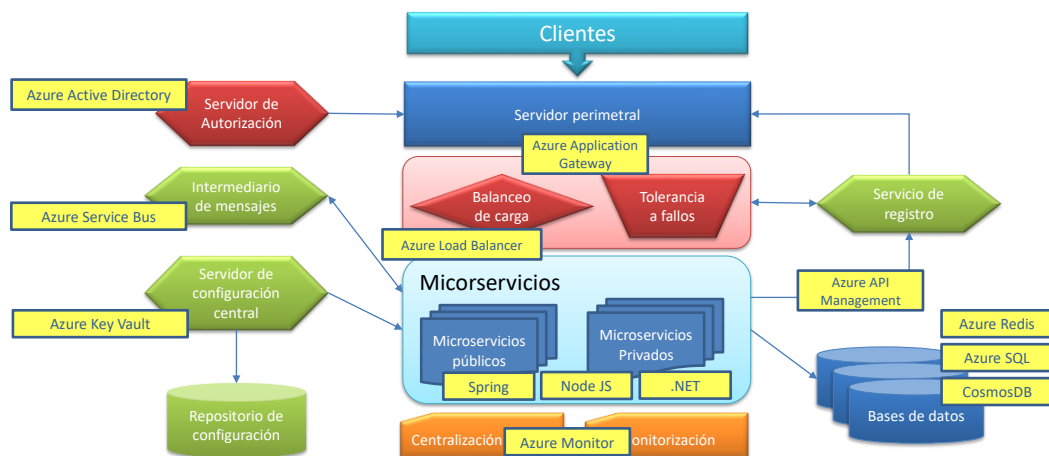 Clientes
Azure Active Directory
Servidor de
Autorización
Servidor perimetral
Azure Application
Gateway
Intermediario
de mensajes
Azure Service Bus
Balanceo
de carga
Tolerancia
a fallos
Servicio de
registro
Azure Load Balancer
Servidor de
configuración
central
Azure Key Vault
Micorservicios
Azure API
Management
Microservicios
públicos
Microservicios
Privados
Spring
Node JS
.NET
Azure Redis
Azure SQL
CosmosDB
Bases de datos
Repositorio de
configuración
Centralización
Azure Monitor
onitorización